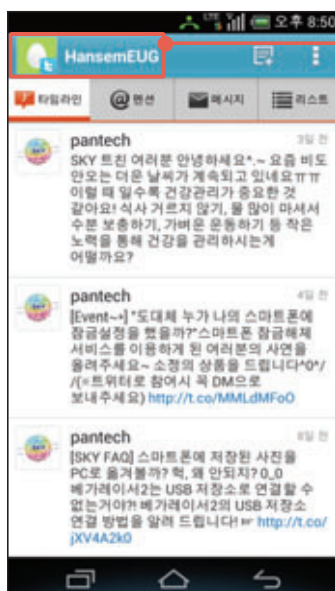 오후 8:50
HansemEUG
타임라인
멘션
메시지
리스트
pantech
3일 전
SKY 트친 여러분 안녕하세요^.~ 요즘 비도
안오는 더운 날씨가 계속되고 있네요ㅠㅠ
이럴 때 일수록 건강관리가 중요한 것
같아요! 식사 거르지 않기, 물 많이 마셔서
수분 보충하기, 가벼운 운동하기 등 작은
노력을 통해 건강을 관리하시는게
어떨까요?
pantech
4일 전
[Event~♥] "도대체 누가 나의 스마트폰에
잠금설정을 했을까?"스마트폰 잠금해제
서비스를 이용하게 된 여러분의 사연을
올려주세요~ 소정의 상품을 드립니다^0^/
/(=트위터로 참여시 꼭 DM으로
보내주세요) http://t.co/MMLdMFoO
pantech
[SKY FAQ] 스마트폰에 저장된 사진을
PC로 옮겨볼까? 헉, 왜 안되지? 0_0
베가레이서2는 USB 저장소로 연결할 수
없는거야?! 베가레이서2의 USB 저장소
연결 방법을 알려 드립니다! ☞ http://t.co/
jXV4A2k0